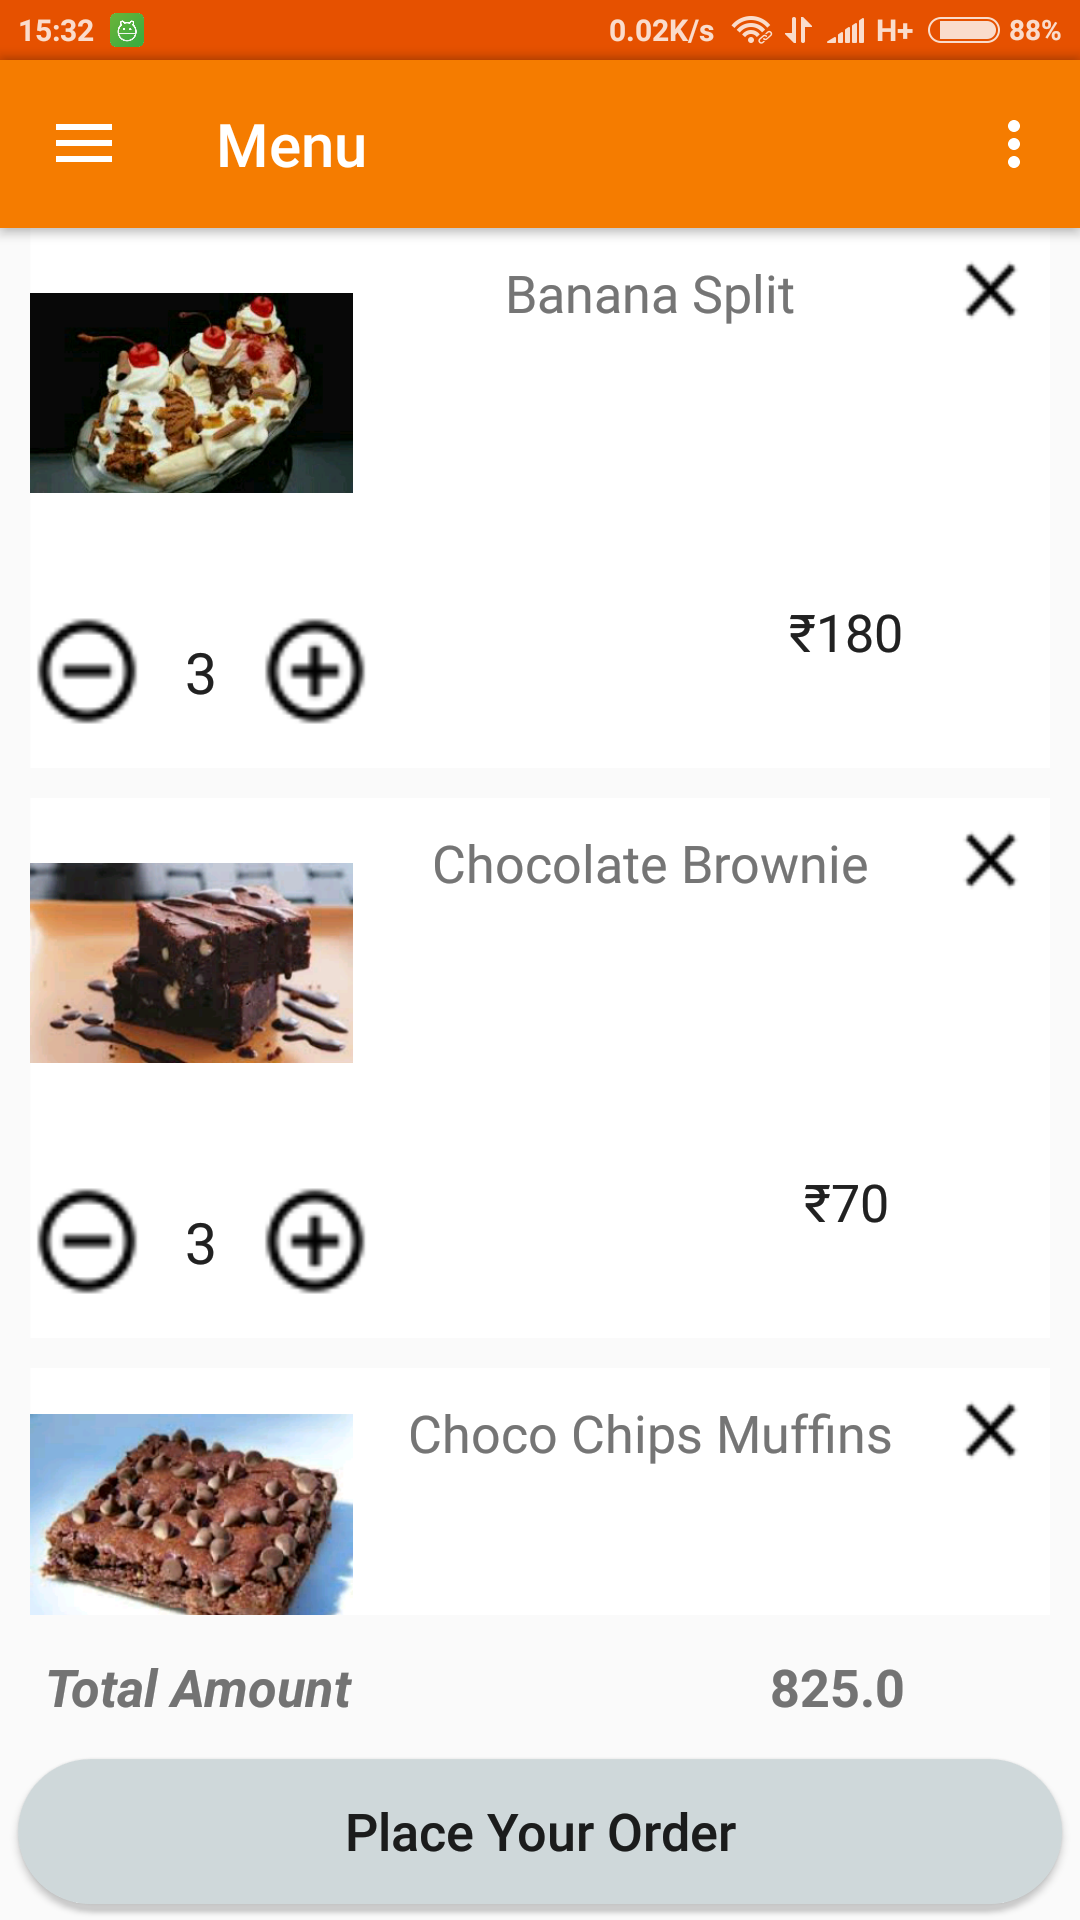 15:32 0.02K/s H+ 88%
Menu
Banana Split
₹180
3
Chocolate Brownie
₹70
3
Choco Chips Muffins
Total Amount 825.0
Place Your Order